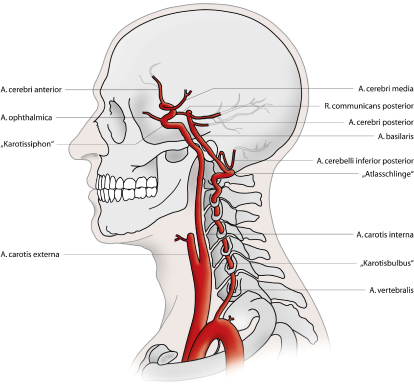 A. cerebri anterior
A. ophthalmica
„Karotissiphon“
A. carotis externa
A. cerebri media
R. communicans posterior
A. cerebri posterior
A. basilaris
A. cerebelli inferior posterior
„Atlasschlinge“
A. carotis interna
„Karotisbulbus“
A. vertebralis